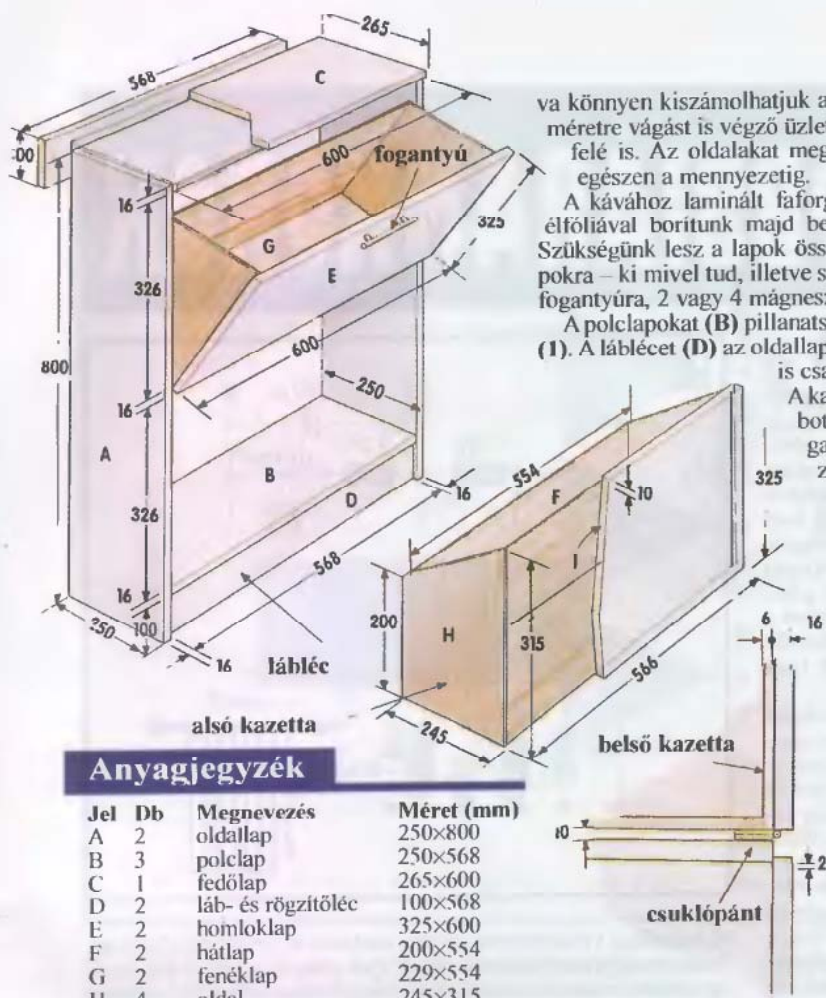 265
568
C
va könnyen kiszámolhatjuk a
méretre vágást is végző üzlet
felé is. Az oldalakat meg
egészen a mennyezetig.
A kávához laminált faforg
élfóliával borítunk majd be
Szükségünk lesz a lapok öss
pokra – ki mivel tud, illetve s
fogantyúra, 2 vagy 4 mágnes
A polclapokat (B) pillanats
(1). A láblécet (D) az oldallap
is csa
A ka
bot
ga
z
00
600
fogantyú
16
325
G
E
326
600
800
250
16
A
B
16
554
325
326
D
F
10
568
I
16
250
100
200
H
315
6
16
16
lábléc
566
alsó kazetta
245
belső kazetta
Anyagjegyzék
Jel Db Megnevezés Méret (mm)
A 2 oldallap 250×800
B 3 polclap 250×568
C 1 fedőlap 265×600
D 2 láb- és rögzítőléc 100×568
E 2 homloklap 325×600
F 2 hátlap 200×554
G 2 fenéklap 229×554
H 4 oldal 245×315
10
2
csuklópánt